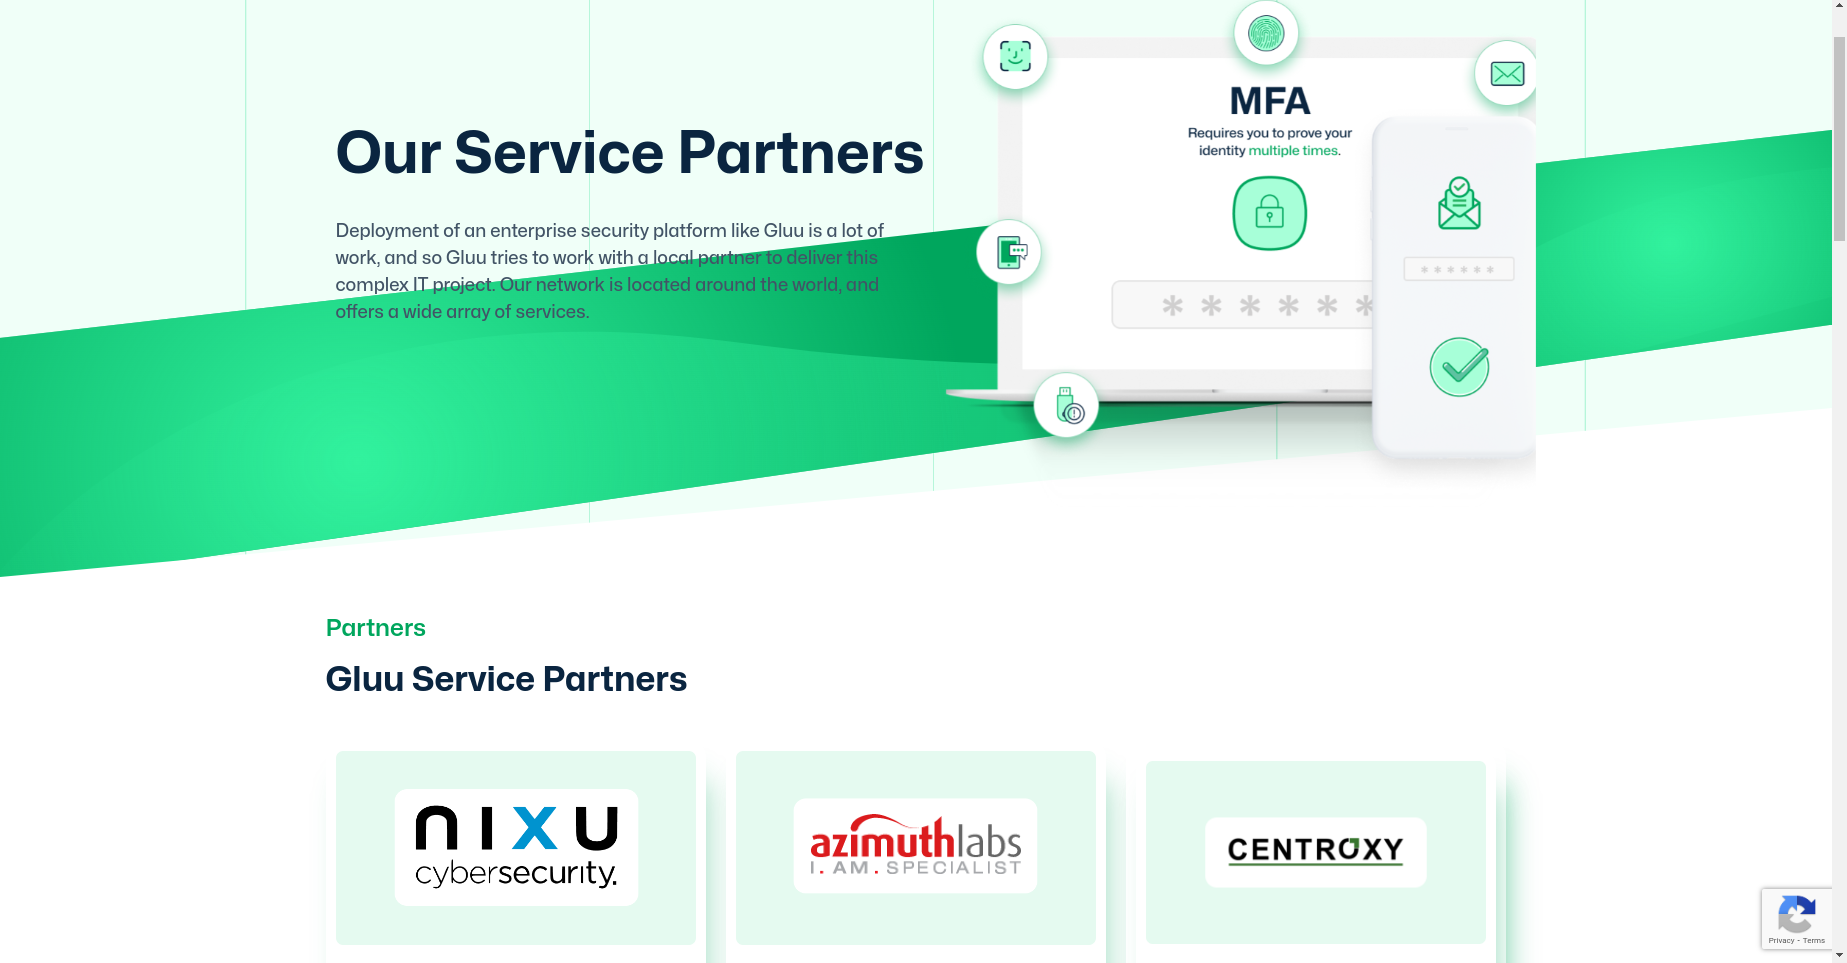 Our Service Partners
Deployment of an enterprise security platform like Gluu is a lot of
work, and so Gluu tries to work with a local partner to deliver this
complex IT project. Our network is located around the world, and
offers a wide array of services.
MFA
Requires you to prove your
identity multiple times.
* * * * * *
* * * * * *
Partners
Gluu Service Partners
nixu
cybersecurity.
azimuthlabs
I. AM. SPECIALIST
CENTROXY
Privacy - Terms